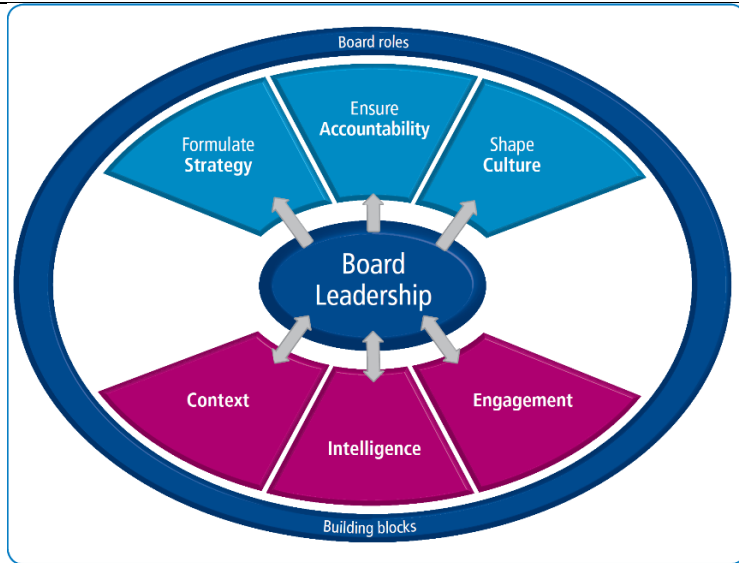 Board roles
Ensure
Accountability
Formulate
Strategy
Shape
Culture
Board
Leadership
Context
Engagement
Intelligence
Building blocks